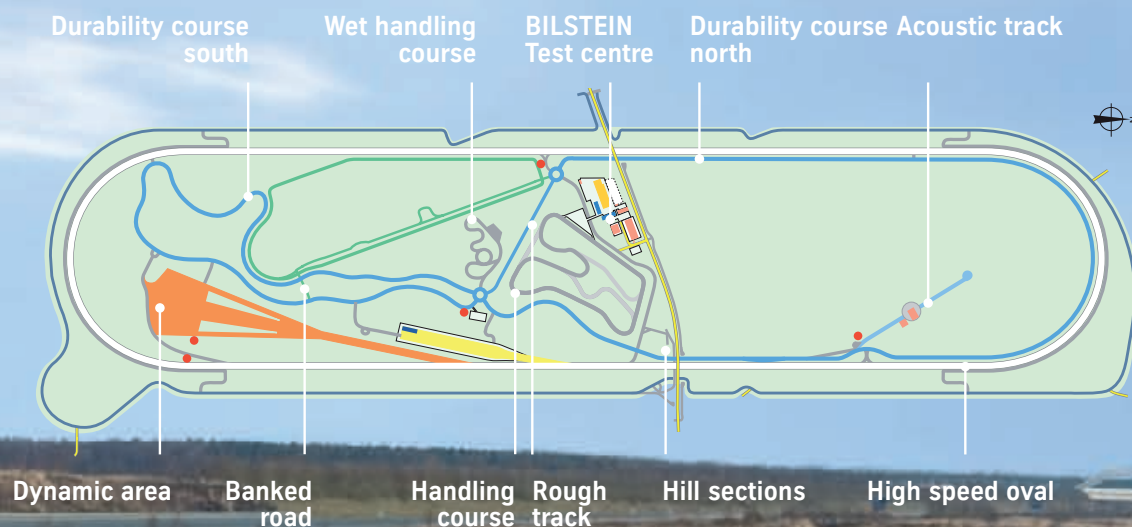 Durability course
south
Wet handling
course
BILSTEIN
Test centre
Durability course
north
Acoustic track
Dynamic area
Banked
road
Handling
course
Rough
track
Hill sections
High speed oval